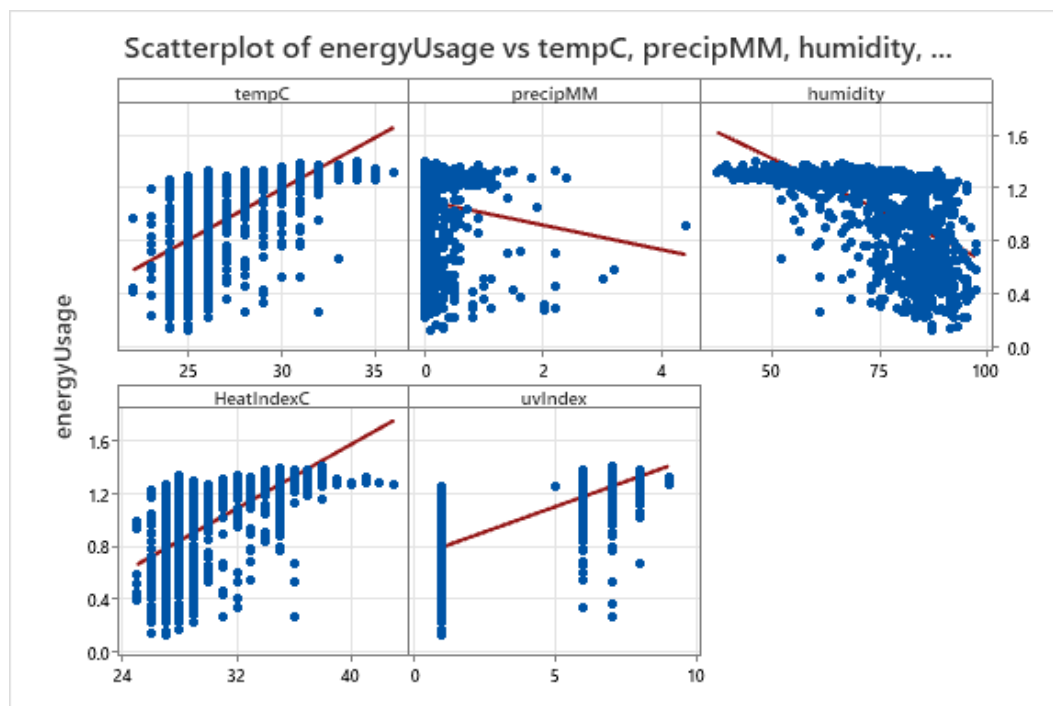 Scatterplot of energyUsage vs tempC, precipMM, humidity, ...
tempC precipMM humidity
1.6
1.2
0.8
0.4
0.0
25 30 35 0 2 4 50 75 100
energyUsage
HeatIndexC uvIndex
1.6
1.2
0.8
0.4
0.0
24 32 40 0 5 10